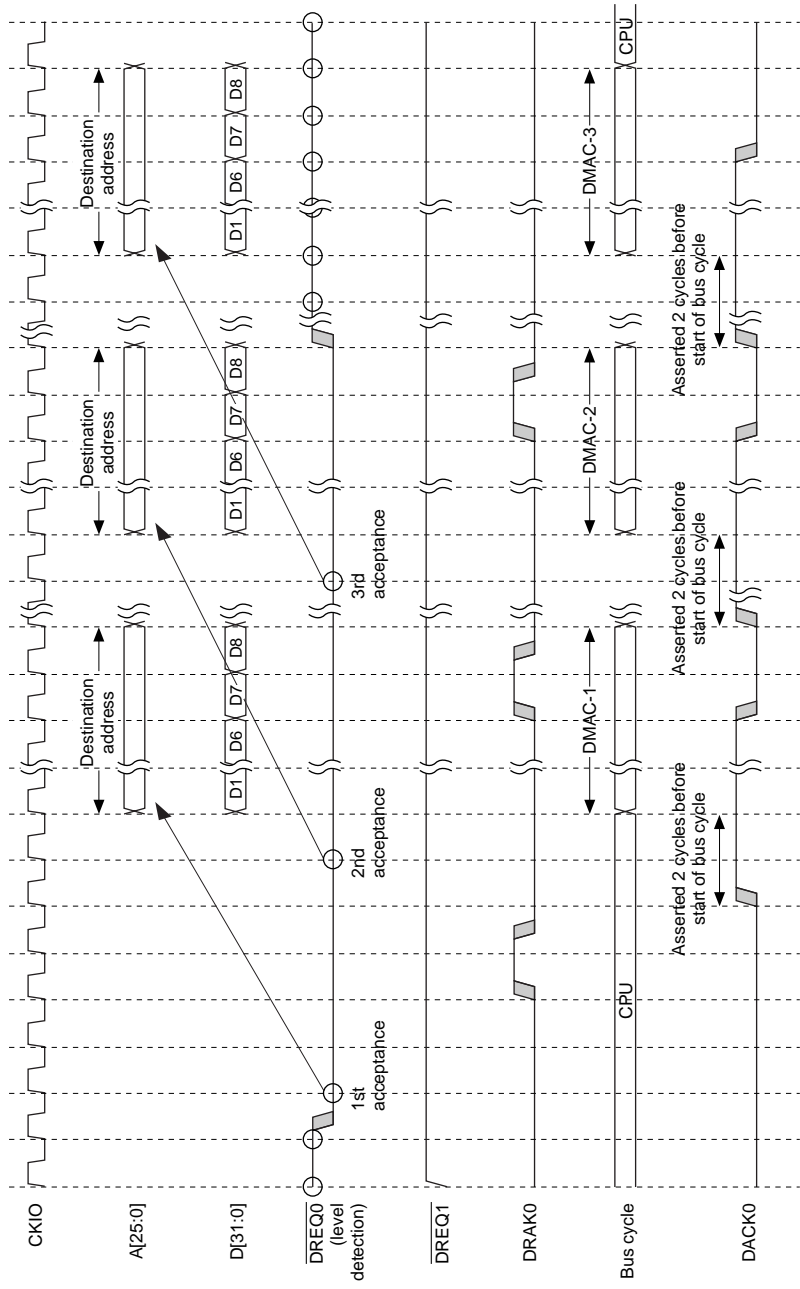 CKIO
A[25:0]
Destination
address
Destination
address
Destination
address
D[31:0]
D1 D6 D7 D8 D1 D6 D7 D8 D1 D6 D7 D8
DREQ0
(level
detection)
1st
acceptance
2nd
acceptance
3rd
acceptance
DREQ1
DRAK0
Bus cycle
CPU
DMAC-1
DMAC-2
DMAC-3
CPU
Asserted 2 cycles before
start of bus cycle
Asserted 2 cycles before
start of bus cycle
Asserted 2 cycles before
start of bus cycle
DACK0